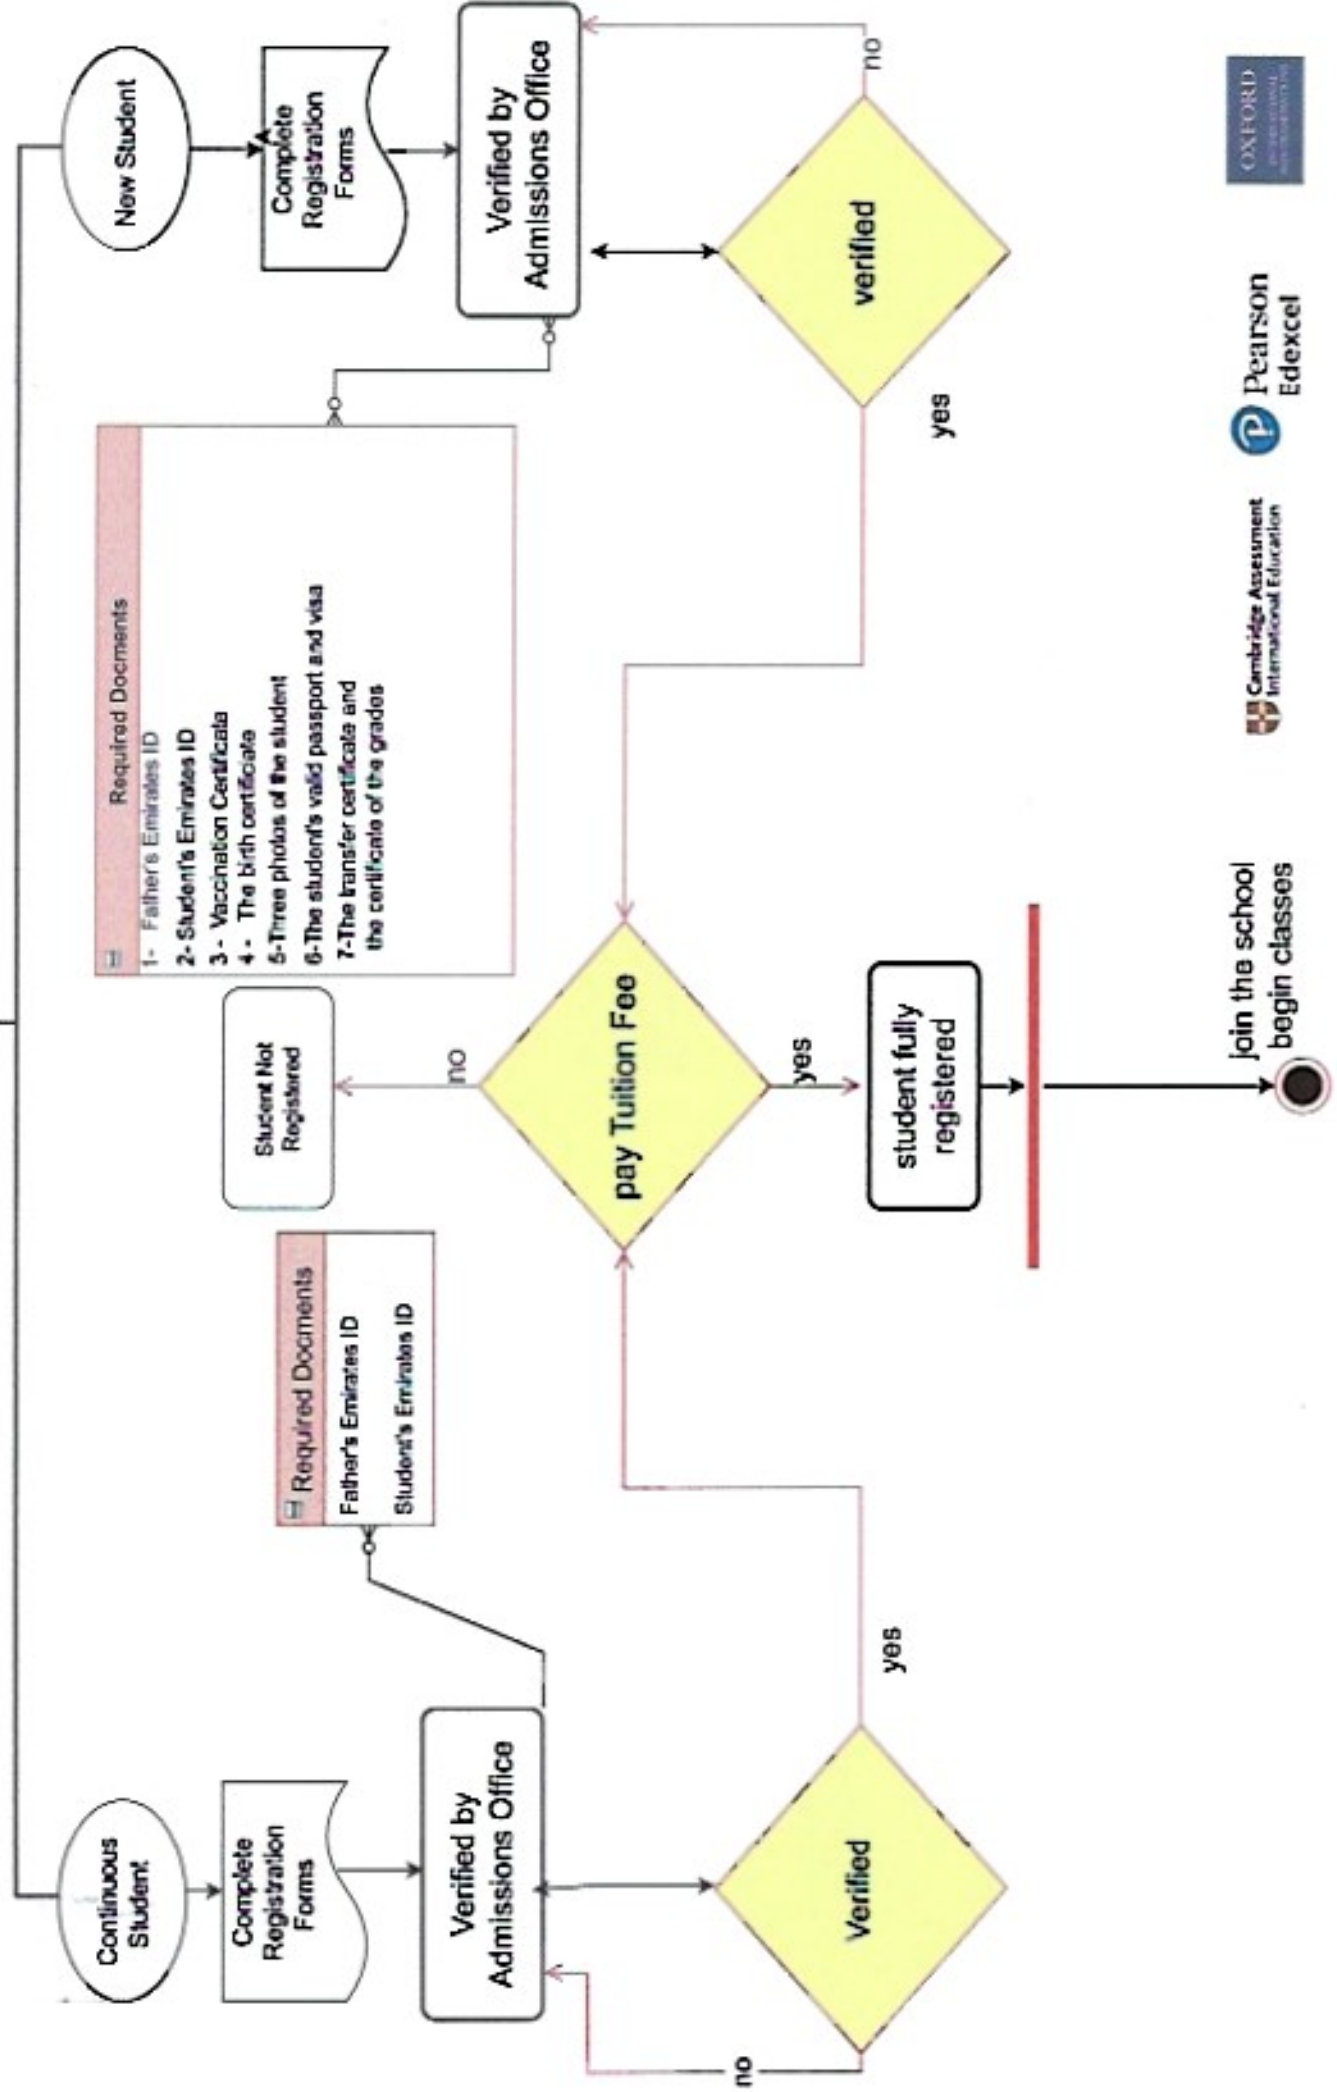 Continuous
Student
New Student
Complete
Registration
Forms
Complete
Registration
Forms
Verified by
Admissions Office
Verified by
Admissions Office
Required Docments
Father's Emirates ID
Student's Emirates ID
Required Docments
1- Father's Emirates ID
2- Student's Emirates ID
3 - Vaccination Certificate
4 - The birth certificiate
5-Three photos of the student
6-The student's valid passport and visa
7-The transfer certificate and
the certificate of the grades
Student Not
Registered
no
pay Tuition Fee
Verified
no
yes
verified
no
yes
yes
student fully
registered
join the school
begin classes
Cambridge Assessment
International Education
Pearson
Edexcel
OXFORD